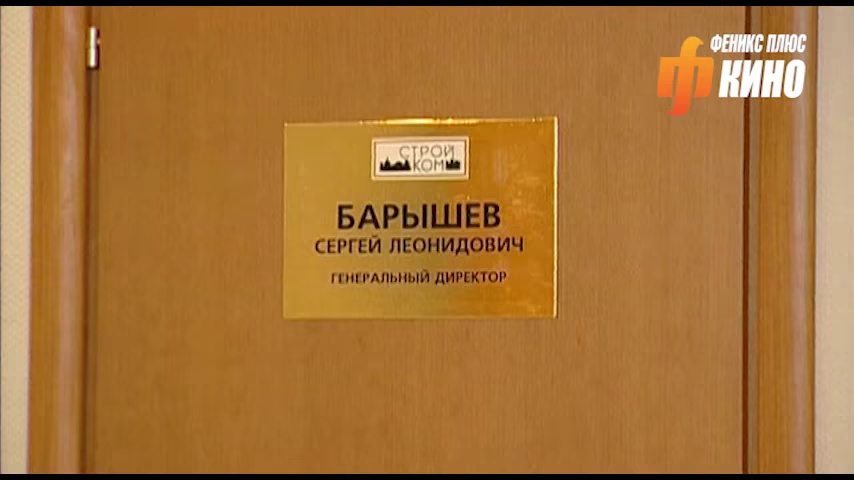 ФЕНИКС ПЛЮС
КИНО
СТРОЙ
КОМ
БАРЫШЕВ
СЕРГЕЙ ЛЕОНИДОВИЧ
ГЕНЕРАЛЬНЫЙ ДИРЕКТОР